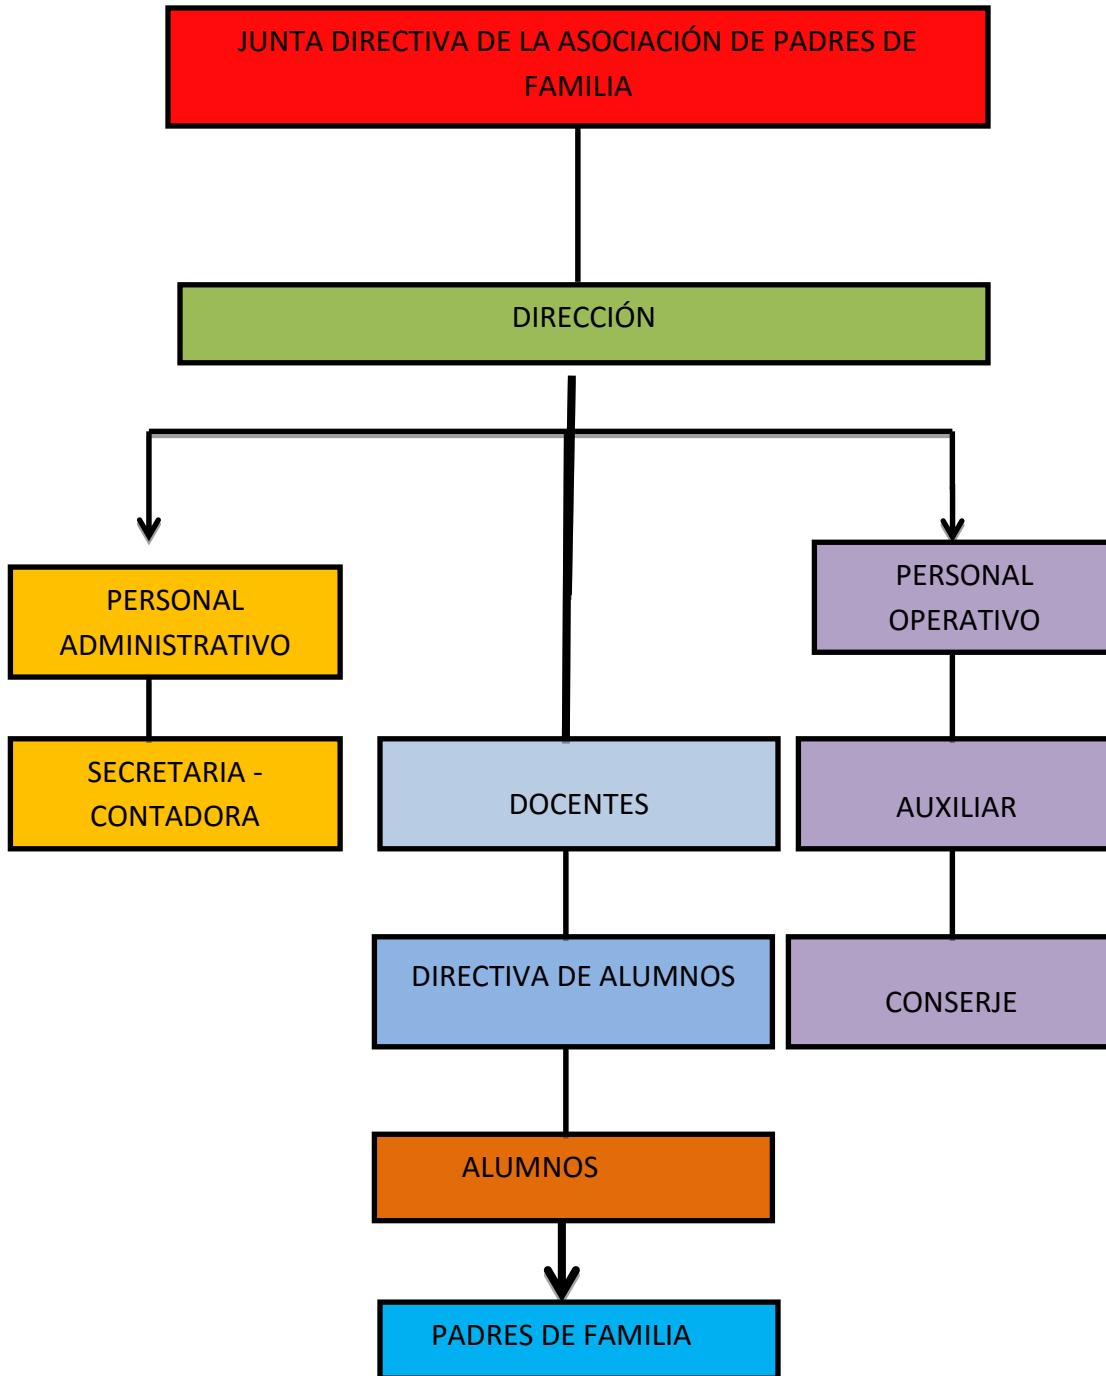 JUNTA DIRECTIVA DE LA ASOCIACIÓN DE PADRES DE
FAMILIA
DIRECCIÓN
PERSONAL
ADMINISTRATIVO
PERSONAL
OPERATIVO
SECRETARIA -
CONTADORA
DOCENTES
AUXILIAR
DIRECTIVA DE ALUMNOS
CONSERJE
ALUMNOS
PADRES DE FAMILIA